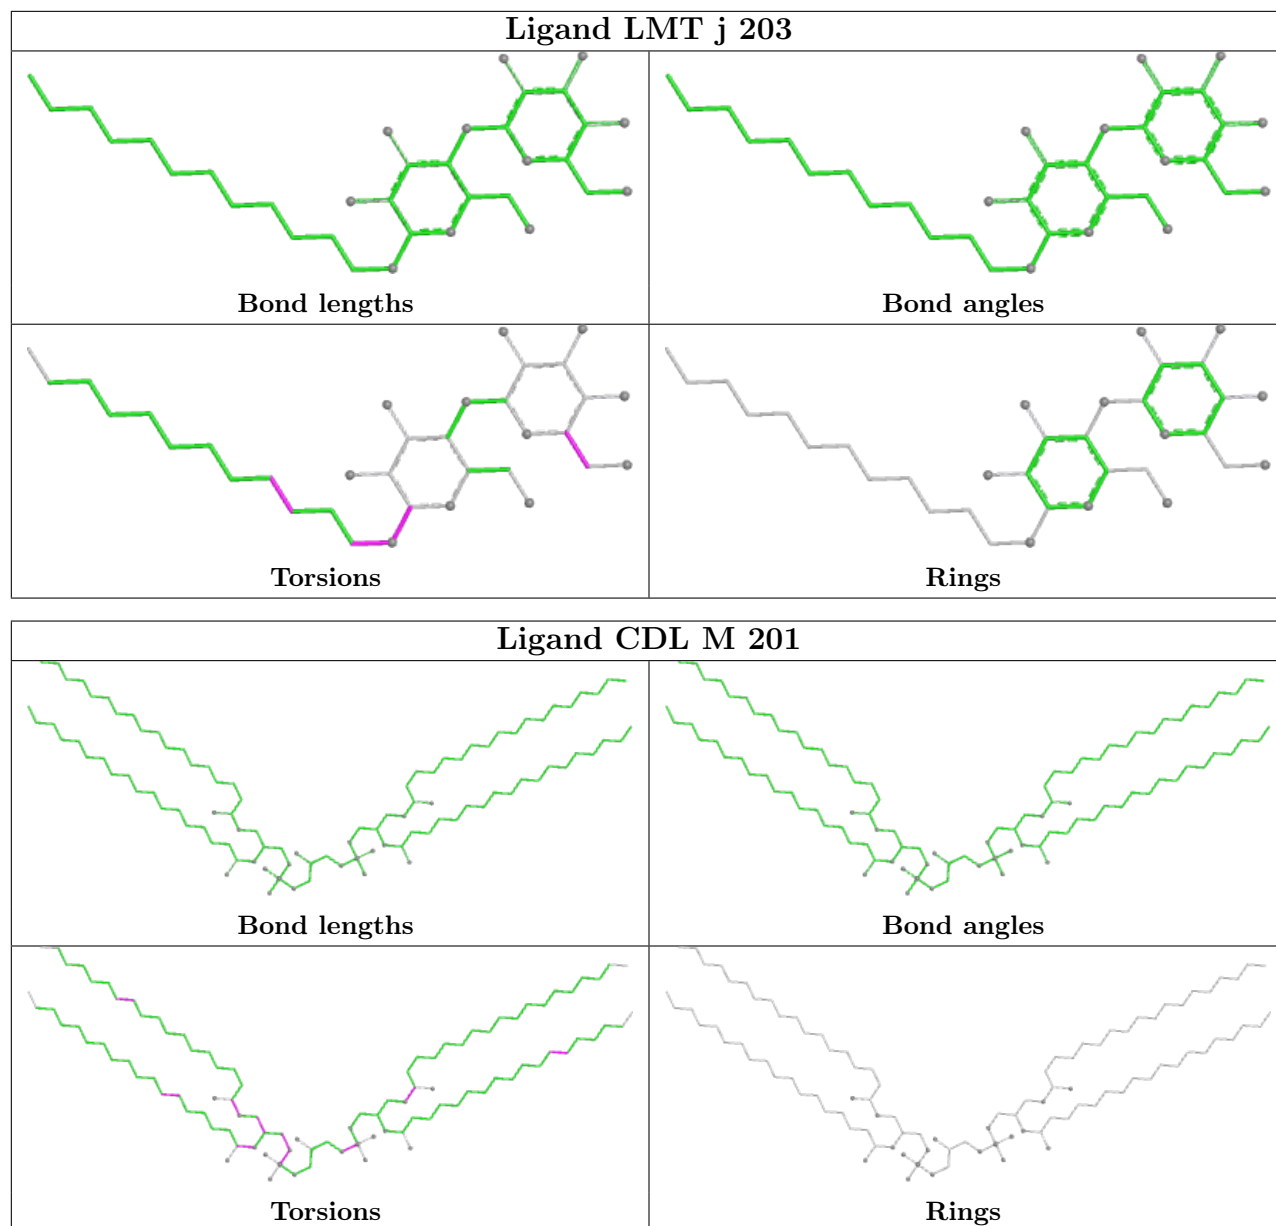 Ligand LMT j 203
Bond lengths
Bond angles
Torsions
Rings
Ligand CDL M 201
Bond lengths
Bond angles
Torsions
Rings